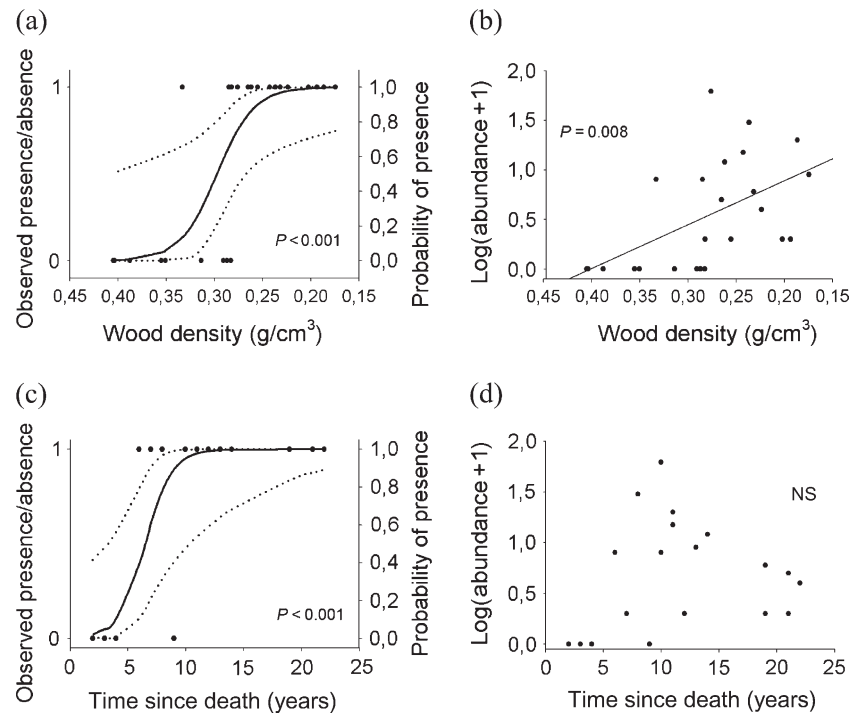 (a)
Observed presence/absence
1
0
1,0
0,8
0,6
0,4
0,2
0,0
Probability of presence
P < 0.001
0,45 0,40 0,35 0,30 0,25 0,20 0,15
Wood density (g/cm³)
(b)
Log(abundance+1)
2,0
1,5
1,0
0,5
0,0
P = 0.008
0,45 0,40 0,35 0,30 0,25 0,20 0,15
Wood density (g/cm³)
(c)
Observed presence/absence
1
0
1,0
0,8
0,6
0,4
0,2
0,0
Probability of presence
P < 0.001
0 5 10 15 20 25
Time since death (years)
(d)
Log(abundance+1)
2,0
1,5
1,0
0,5
0,0
NS
0 5 10 15 20 25
Time since death (years)